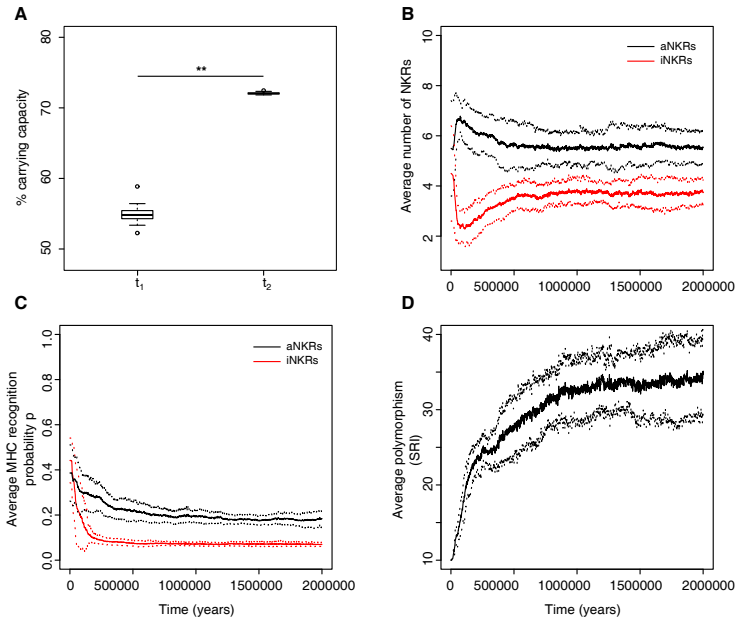 A
% carrying capacity
80
70
60
50
**
t1
t2
B
Average number of NKRs
10
8
6
4
2
aNKRs
iNKRs
0
500000
1000000
1500000
2000000
C
Average MHC recognition
probability p
1.0
0.8
0.6
0.4
0.2
0.0
aNKRs
iNKRs
0
500000
1000000
1500000
2000000
Time (years)
D
Average polymorphism
(SRI)
40
30
20
10
0
500000
1000000
1500000
2000000
Time (years)